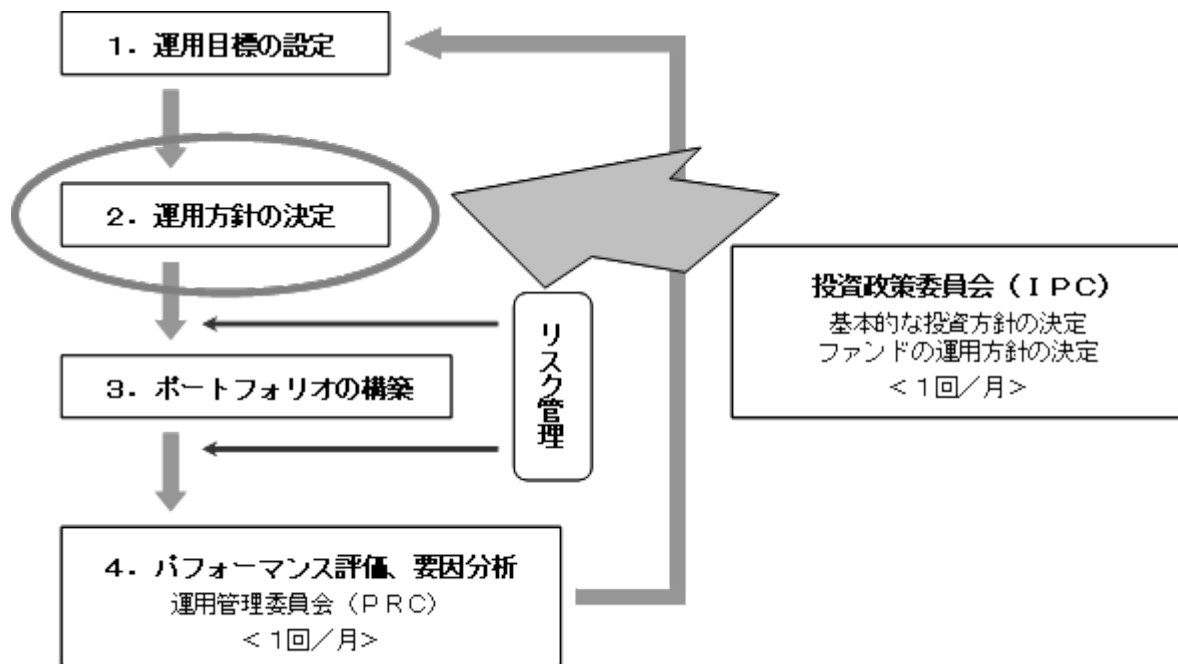 １．運用目標の設定
２．運用方針の決定
３．ポートフォリオの構築
４．パフォーマンス評価、要因分析
運用管理委員会（ＰＲＣ）
＜１回／月＞
リスク管理
投資政策委員会（ＩＰＣ）
基本的な投資方針の決定
ファンドの運用方針の決定
＜１回／月＞